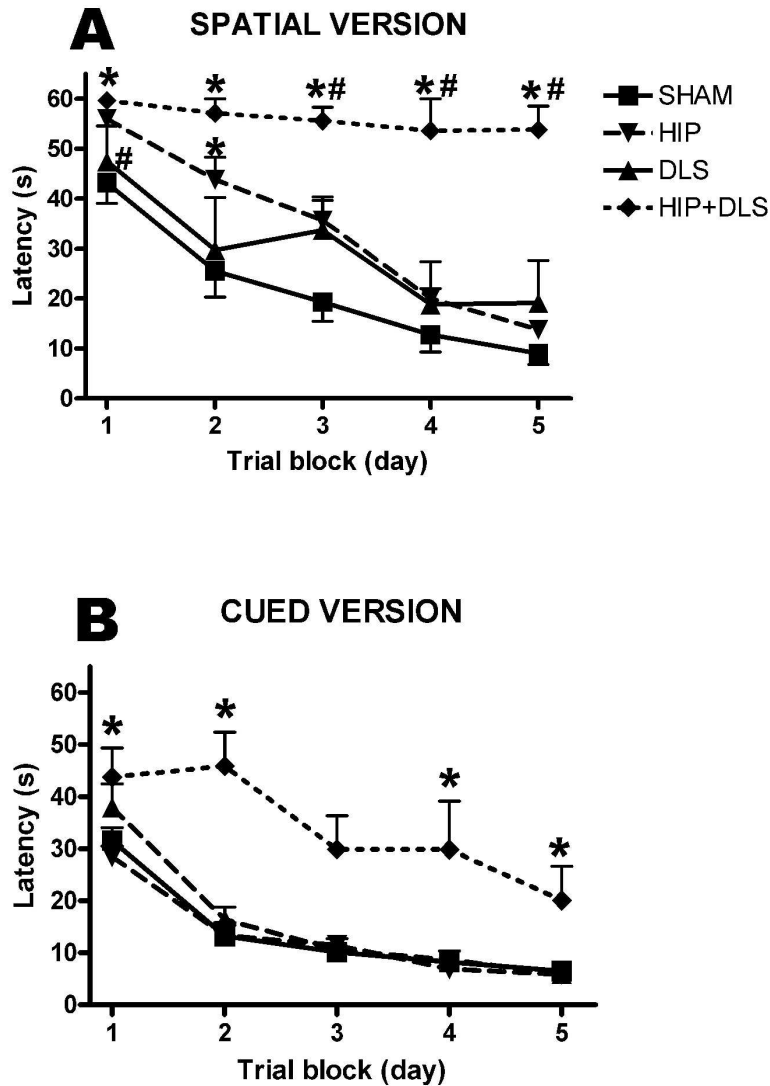 A SPATIAL VERSION
* * *# *# *#
60
50
40
30
20
10
0
*
#
Latency (s)
1 2 3 4 5
Trial block (day)
SHAM
HIP
DLS
HIP+DLS
B CUED VERSION
* * * *
60
50
40
30
20
10
0
Latency (s)
1 2 3 4 5
Trial block (day)